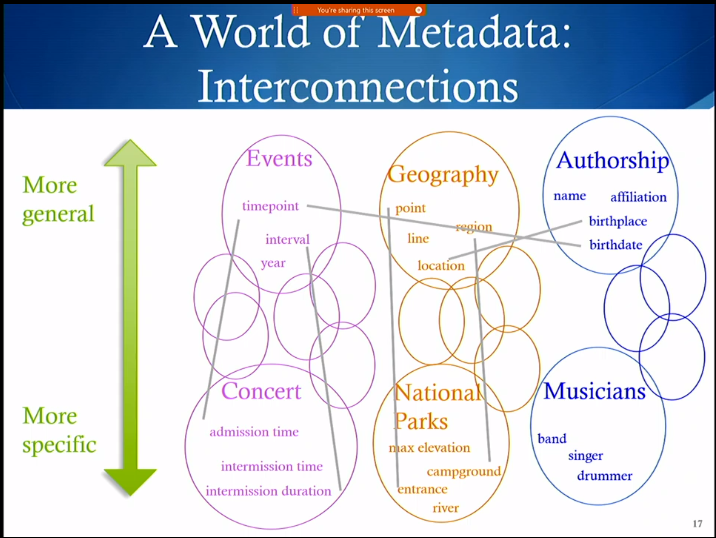 You're sharing this screen
A World of Metadata:
Interconnections
More
general
More
specific
Events
timepoint
interval
year
Geography
point
region
line
location
Authorship
name affiliation
birthplace
birthdate
Concert
admission time
intermission time
intermission duration
National
Parks
max elevation
campground
entrance
river
Musicians
band
singer
drummer
17